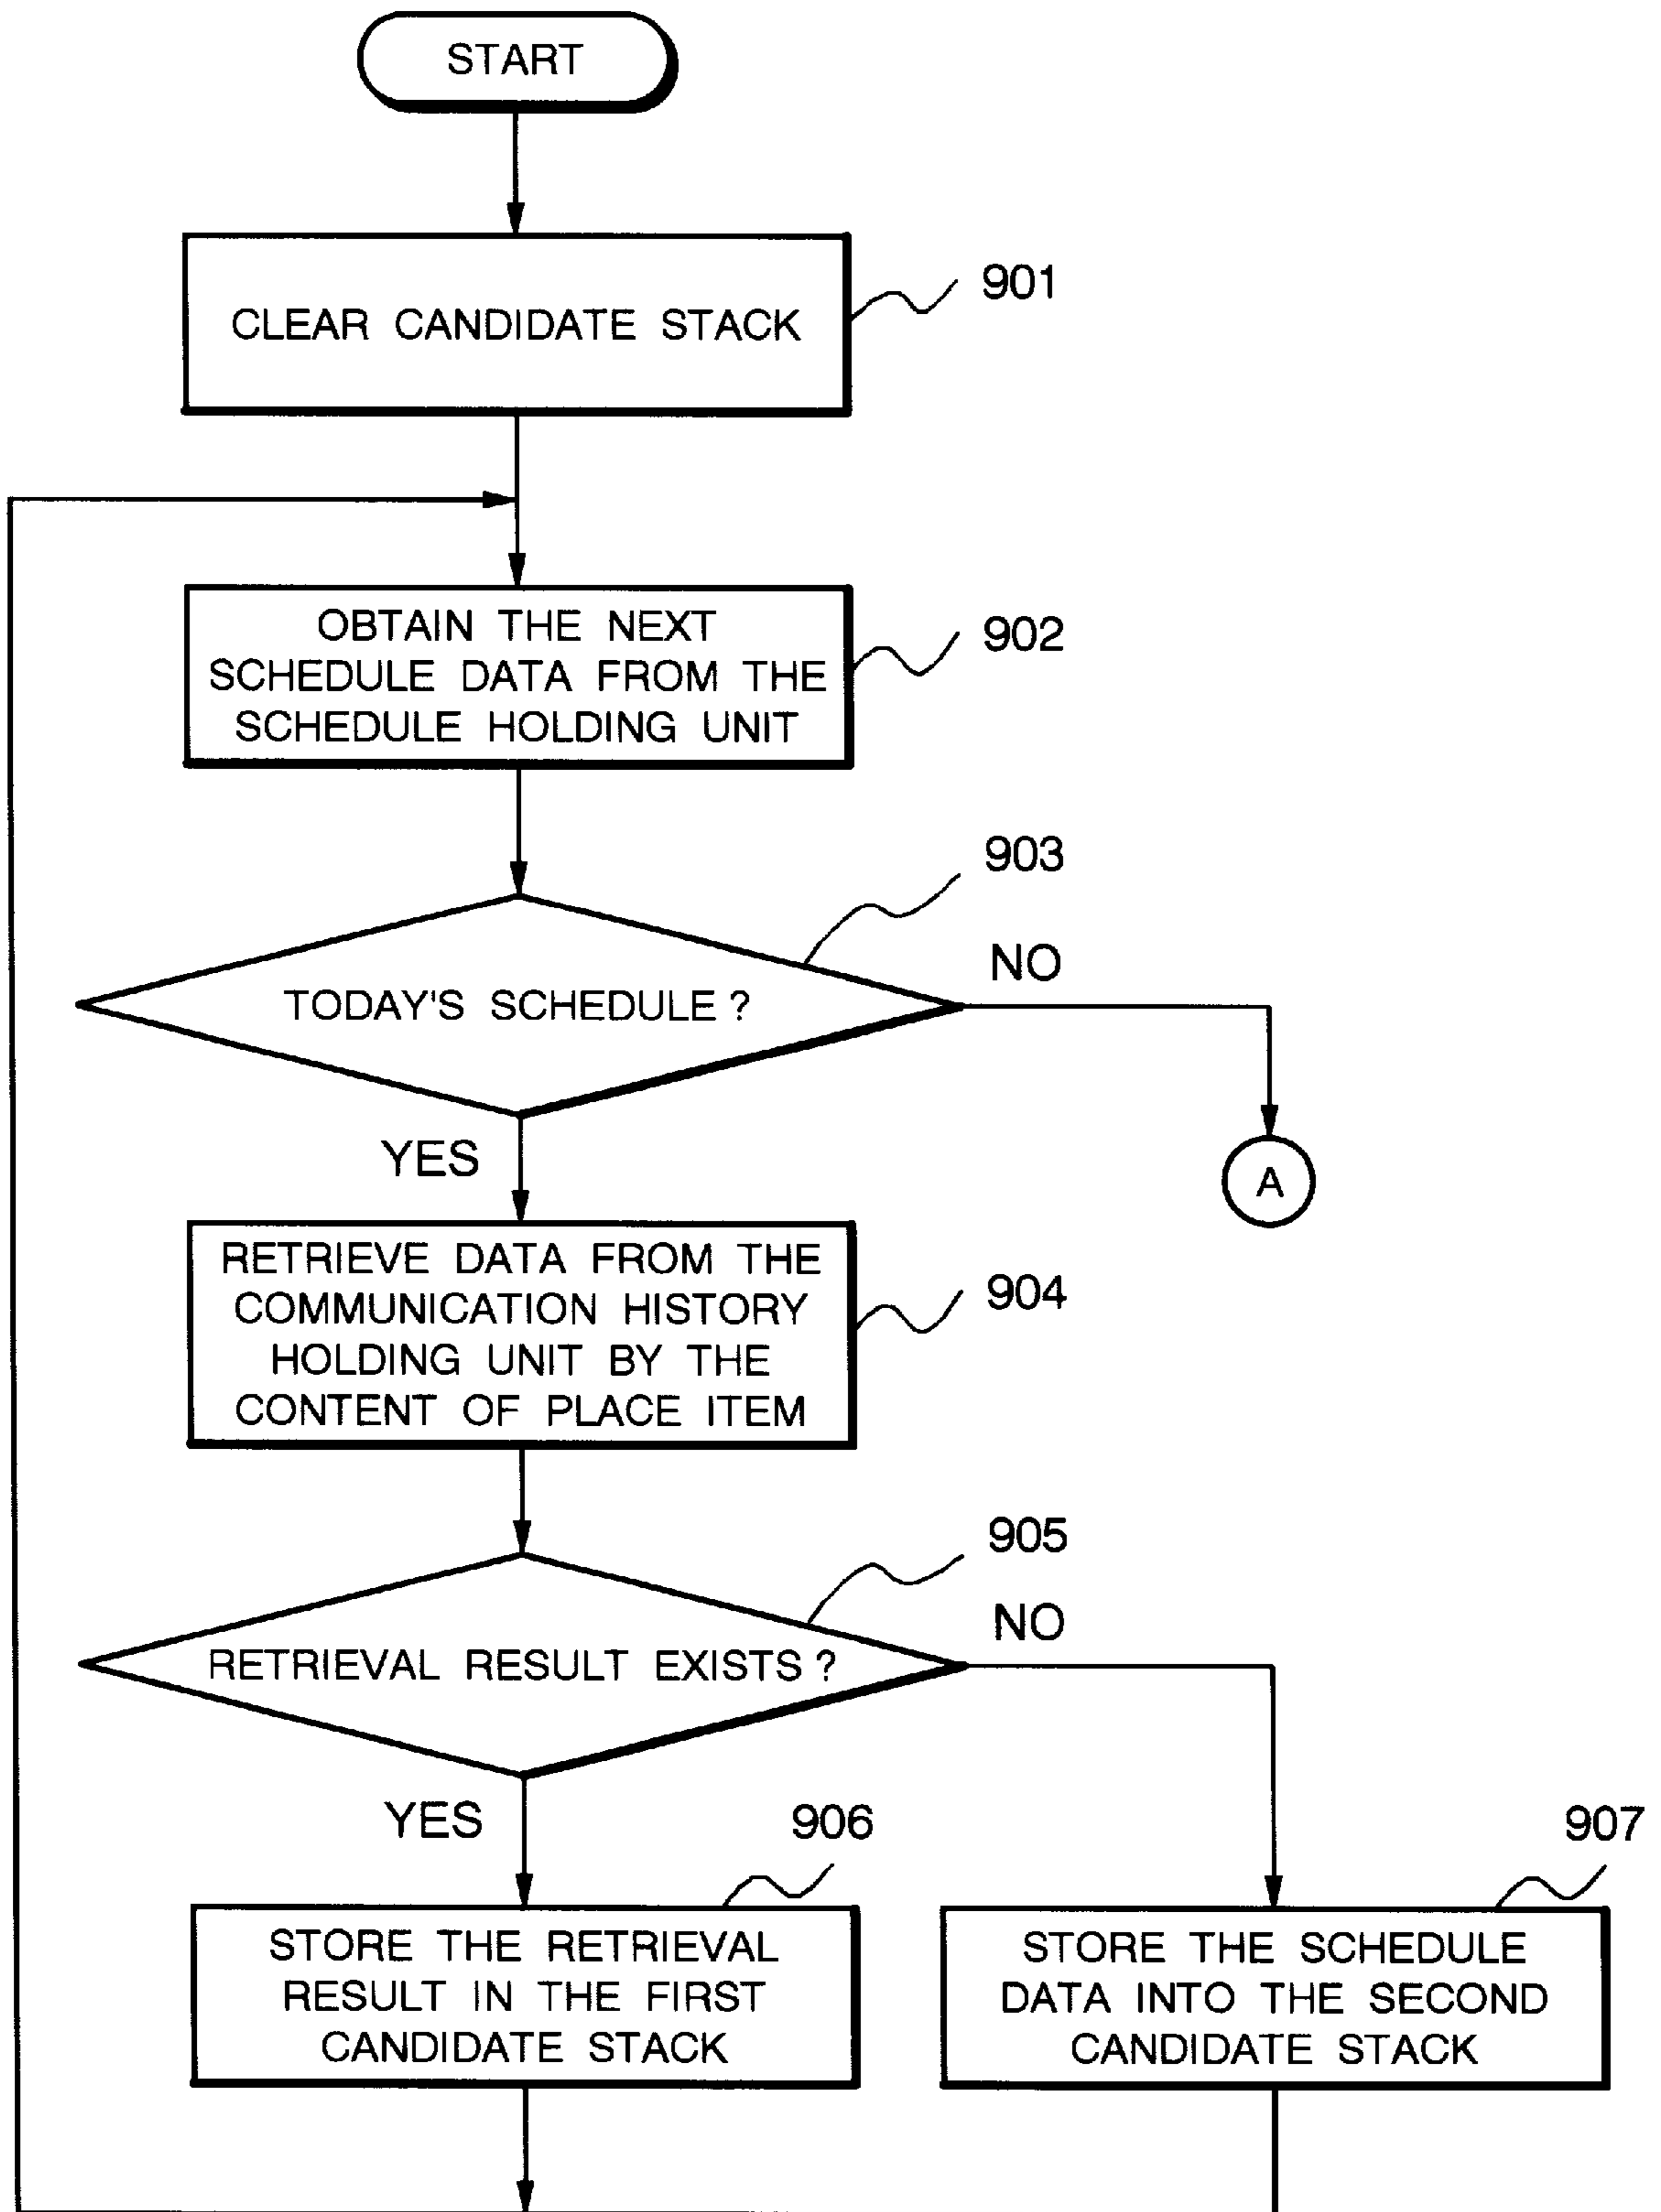 START
CLEAR CANDIDATE STACK
901
OBTAIN THE NEXT
SCHEDULE DATA FROM THE
SCHEDULE HOLDING UNIT
902
903
TODAY'S SCHEDULE ?
NO
YES
A
RETRIEVE DATA FROM THE
COMMUNICATION HISTORY
HOLDING UNIT BY THE
CONTENT OF PLACE ITEM
904
905
RETRIEVAL RESULT EXISTS ?
NO
YES
906
STORE THE RETRIEVAL
RESULT IN THE FIRST
CANDIDATE STACK
907
STORE THE SCHEDULE
DATA INTO THE SECOND
CANDIDATE STACK